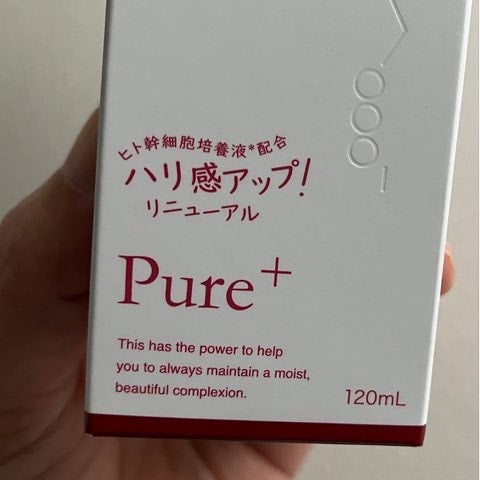 ヒト幹細胞培養液*配合
ハリ感アップ!
リニューアル
Pure+
This has the power to help
you to always maintain a moist,
beautiful complexion.
120mL